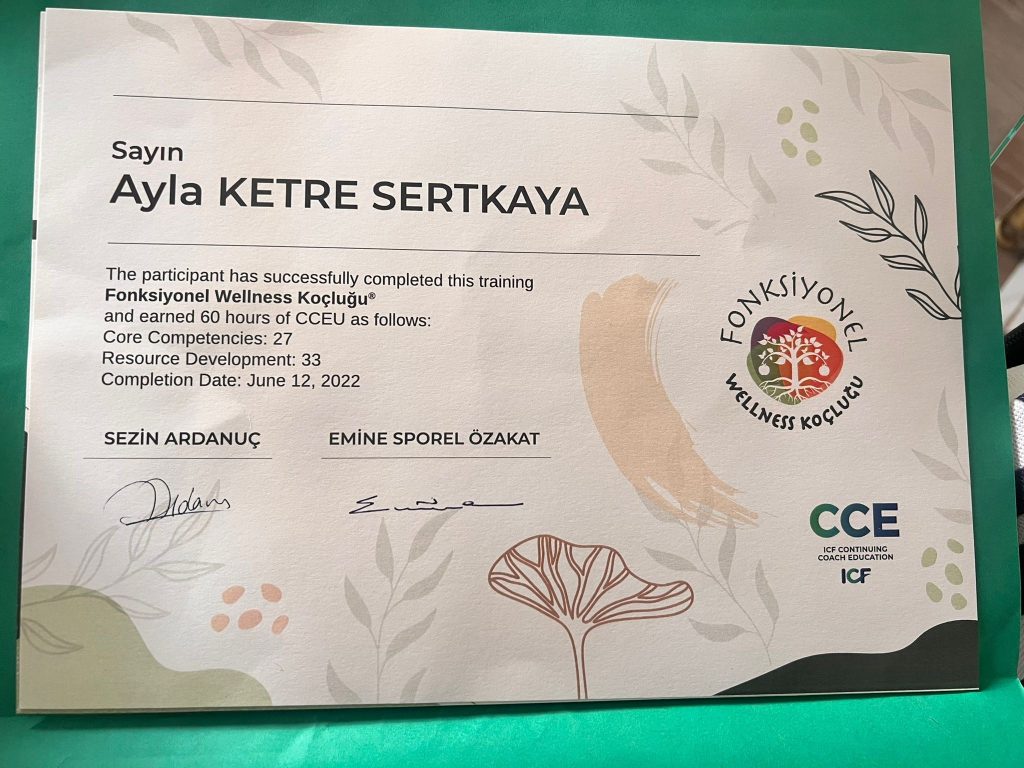 Sayın
Ayla KETRE SERTKAYA
The participant has successfully completed this training
Fonksiyonel Wellness Koçluğu®
and earned 60 hours of CCEU as follows:
Core Competencies: 27
Resource Development: 33
Completion Date: June 12, 2022
SEZİN ARDANUÇ
EMINE SPOREL ÖZAKAT
FONKSİYONEL
WELLNESS KOÇLUĞU
CCE
ICF CONTINUING
COACH EDUCATION
ICF